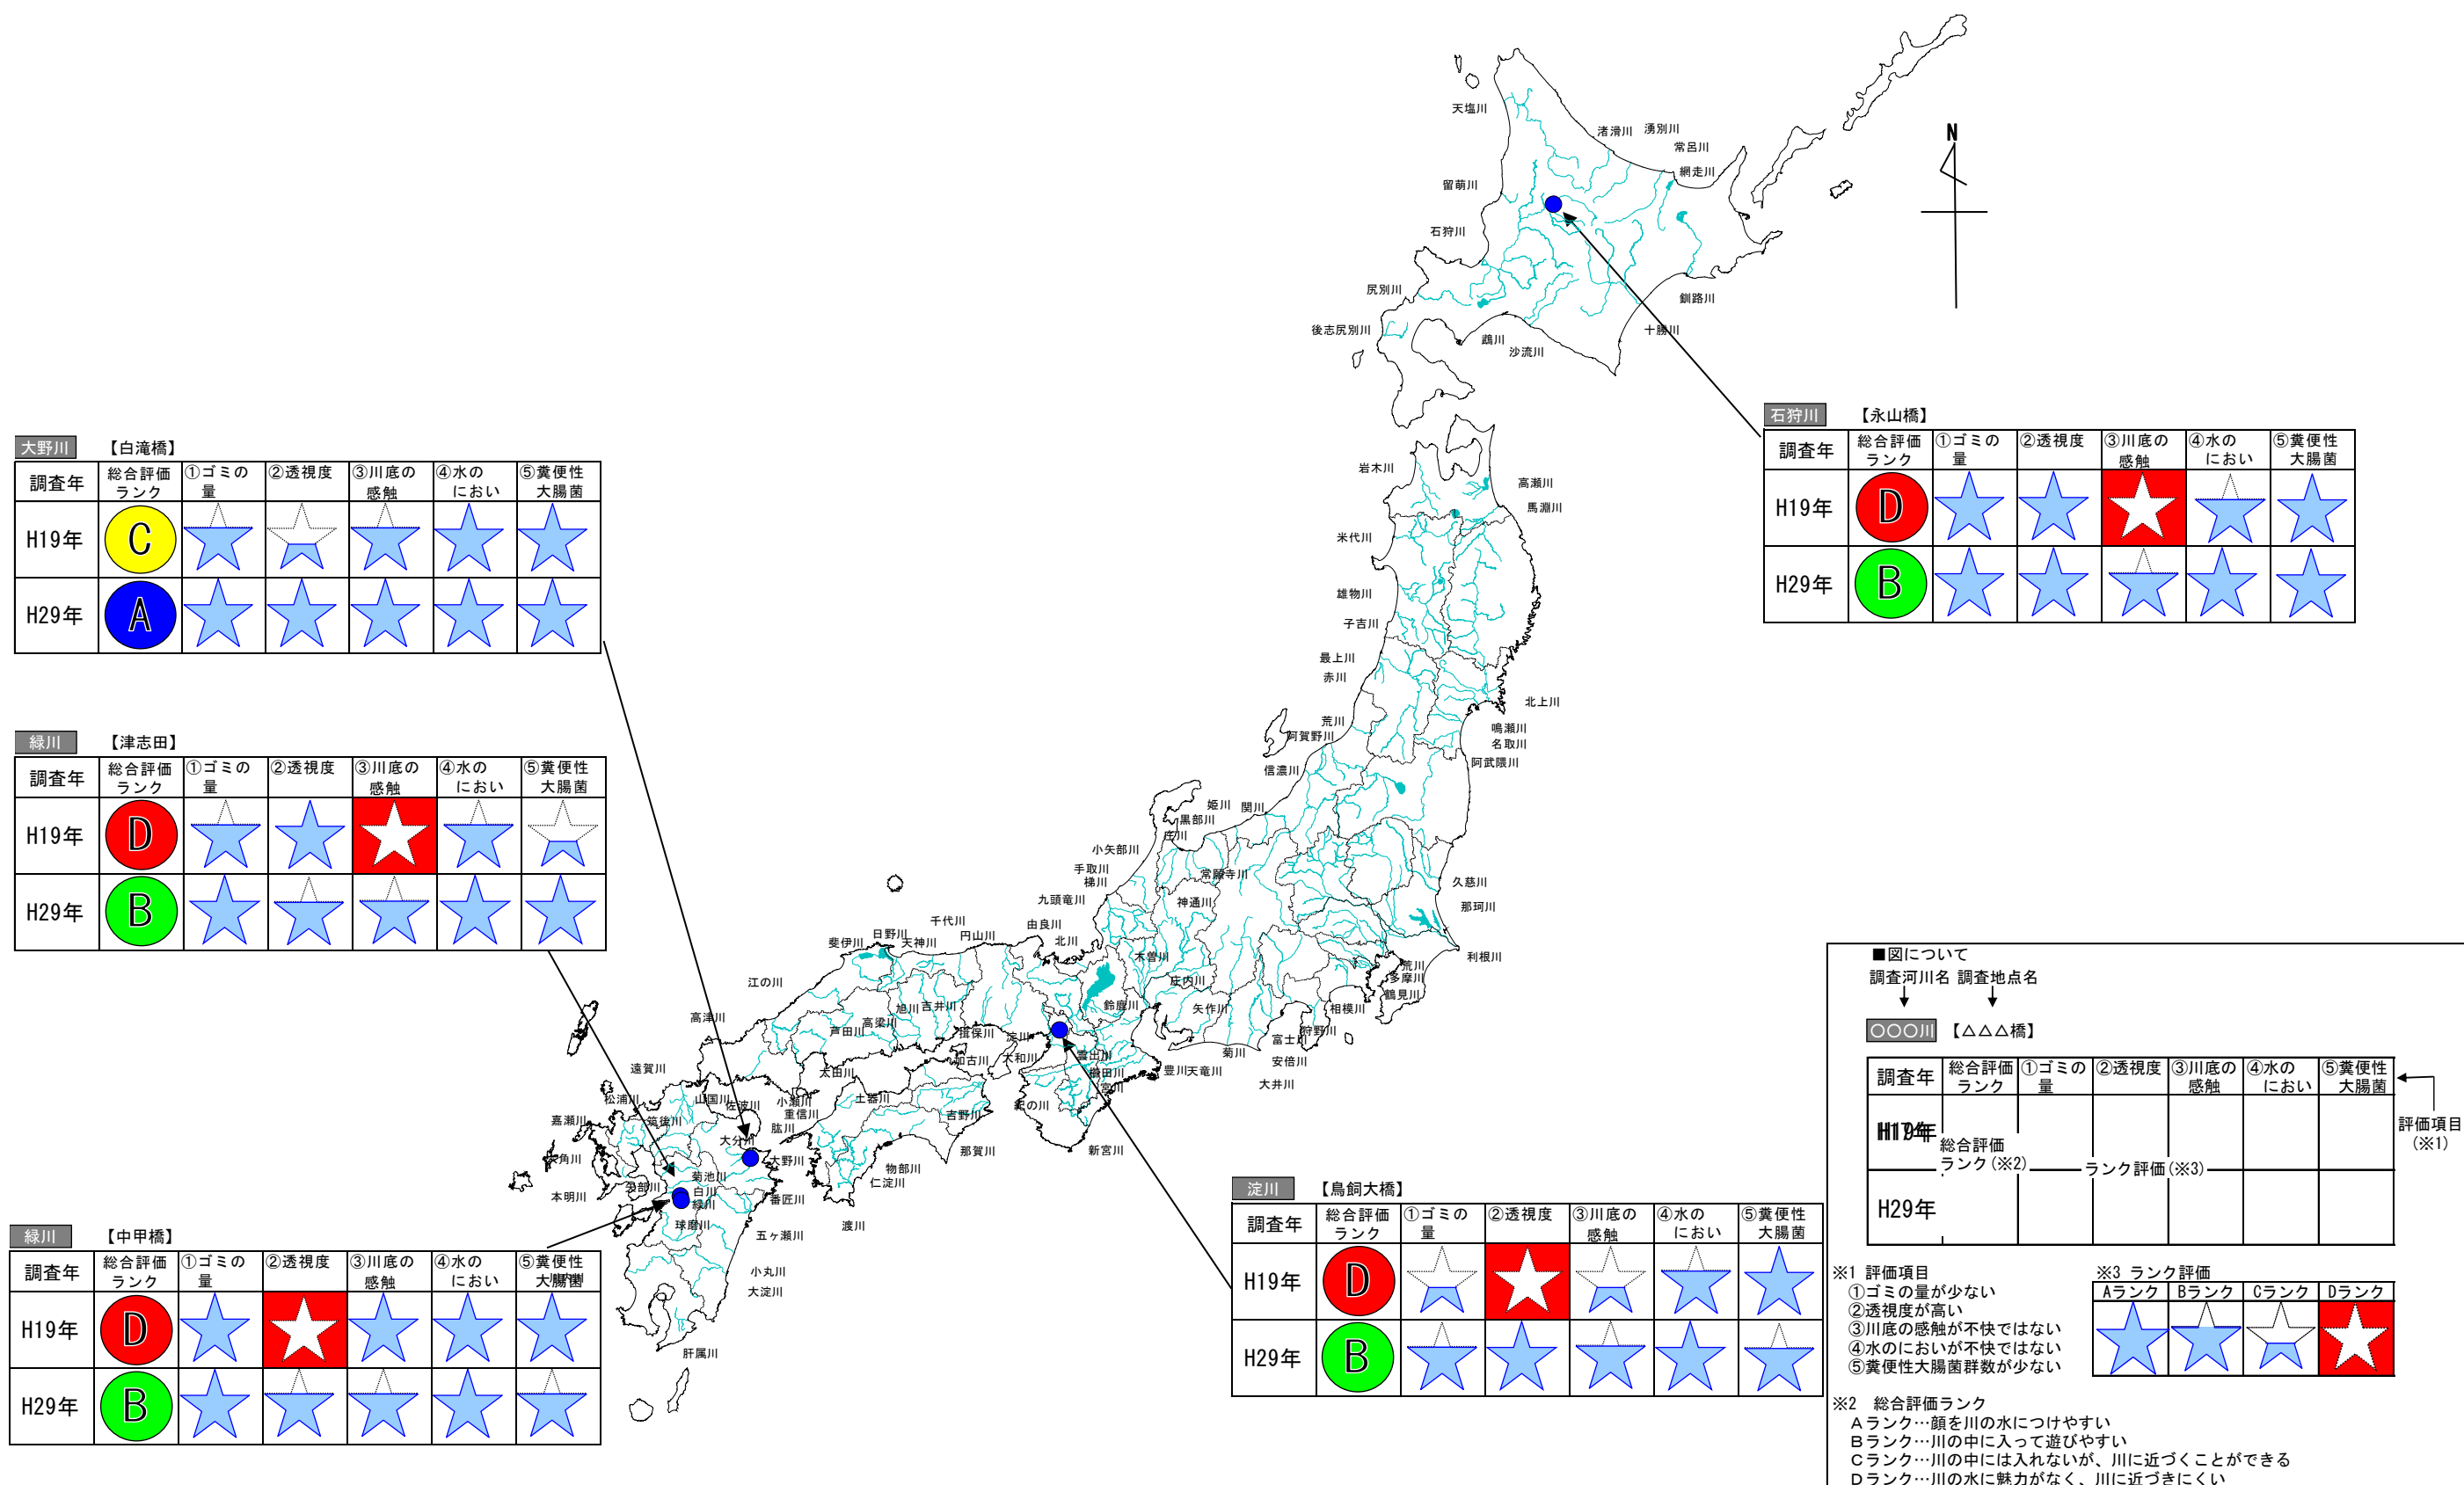 天塩川
渚滑川
湧別川
常呂川
網走川
留萌川
石狩川
尻別川
後志尻別川
鵡川
沙流川
十勝川
釧路川
N
石狩川 【永山橋】
調査年 総合評価ランク ①ゴミの量 ②透視度 ③川底の感触 ④水のにおい ⑤糞便性大腸菌
H19年 D
H29年 B
大野川 【白滝橋】
調査年 総合評価ランク ①ゴミの量 ②透視度 ③川底の感触 ④水のにおい ⑤糞便性大腸菌
H19年 C
H29年 A
緑川 【津志田】
調査年 総合評価ランク ①ゴミの量 ②透視度 ③川底の感触 ④水のにおい ⑤糞便性大腸菌
H19年 D
H29年 B
岩木川
高瀬川
馬淵川
米代川
雄物川
子吉川
最上川
赤川
北上川
荒川
鳴瀬川
阿賀野川
名取川
信濃川
阿武隈川
姫川
関川
黒部川
庄川
小矢部川
手取川
梯川
常願寺川
九頭竜川
神通川
久慈川
那珂川
利根川
千代川
由良川
日野川
円山川
北川
斐伊川
天神川
木曽川
荒川
多摩川
庄内川
江の川
鶴見川
鈴鹿川
旭川
吉井川
矢作川
相模川
高津川
高梁川
芦田川
揖保川
淀川
狩野川
富士川
加古川
大和川
雲出川
菊川
安倍川
遠賀川
太田川
櫛田川
豊川
天竜川
大井川
宮川
松浦川
山国川
佐波川
小瀬川
土器川
紀の川
重信川
吉野川
嘉瀬川
筑後川
肱川
大分川
那賀川
新宮川
六角川
大野川
物部川
仁淀川
菊池川
矢部川
白川
本明川
緑川
番匠川
渡川
球磨川
五ヶ瀬川
小丸川
大淀川
肝属川
緑川 【中甲橋】
調査年 総合評価ランク ①ゴミの量 ②透視度 ③川底の感触 ④水のにおい ⑤糞便性大腸菌
H19年 D
H29年 B
淀川 【鳥飼大橋】
調査年 総合評価ランク ①ゴミの量 ②透視度 ③川底の感触 ④水のにおい ⑤糞便性大腸菌
H19年 D
H29年 B
■図について
調査河川名 調査地点名
○○○川 【△△△橋】
調査年 総合評価ランク ①ゴミの量 ②透視度 ③川底の感触 ④水のにおい ⑤糞便性大腸菌
H19年
H29年
総合評価
ランク(※2)
ランク評価(※3)
評価項目
(※1)
※1 評価項目
①ゴミの量が少ない
②透視度が高い
③川底の感触が不快ではない
④水のにおいが不快ではない
⑤糞便性大腸菌群数が少ない
※3 ランク評価
Aランク Bランク Cランク Dランク
※2 総合評価ランク
Aランク…顔を川の水につけやすい
Bランク…川の中に入って遊びやすい
Cランク…川の中には入れないが、川に近づくことができる
Dランク…川の水に魅力がなく、川に近づきにくい